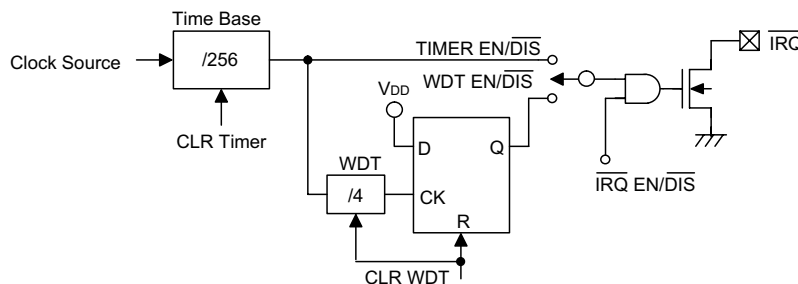 Time Base
/256
Clock Source
CLR Timer
TIMER EN/DIS
WDT EN/DIS
IRQ
VDD
D
Q
CK
R
WDT
/4
CLR WDT
IRQ EN/DIS